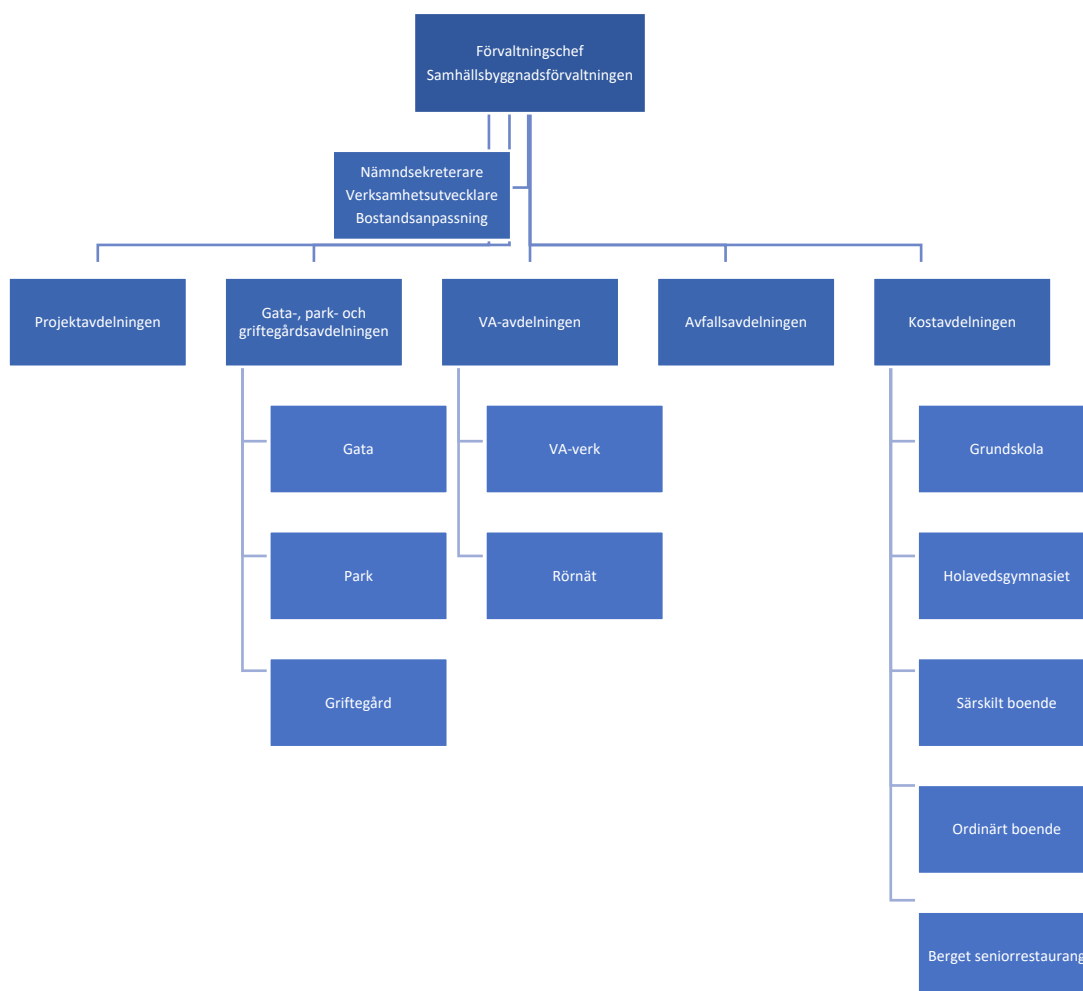 Förvaltningschef
Samhällsbyggnadsförvaltningen
Nämndsekreterare
Verksamhetsutvecklare
Bostandsanpassning
Projektavdelningen
Gata-, park- och
griftegårdsavdelningen
VA-avdelningen
Avfallsavdelningen
Kostavdelningen
Gata
VA-verk
Grundskola
Park
Rörnät
Holavedsgymnasiet
Griftegård
Särskilt boende
Ordinärt boende
Berget seniorrestaurang